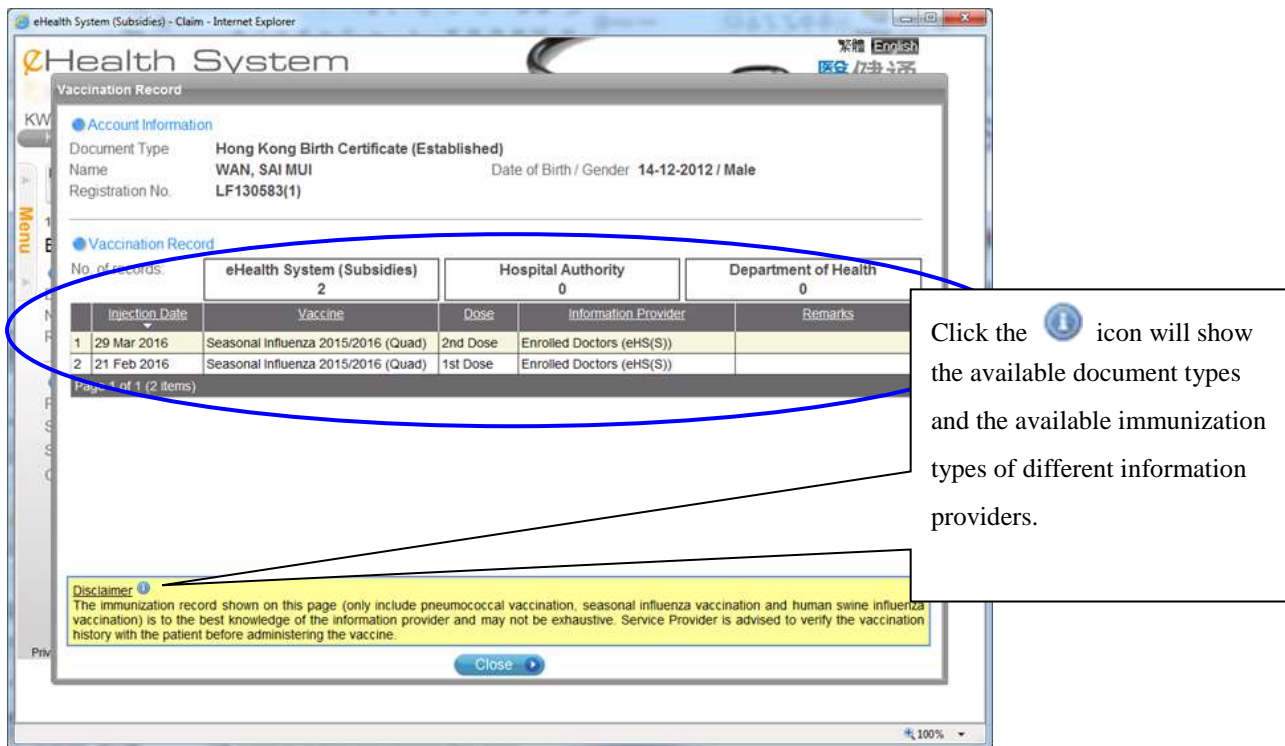 eHealth System (Subsidies) - Claim - Internet Explorer
繁體 English
eHealth System
醫健通
Vaccination Record
KW
Account Information
Document Type Hong Kong Birth Certificate (Established)
Name WAN, SAI MUI Date of Birth / Gender 14-12-2012 / Male
Registration No. LF130583(1)
Menu
Vaccination Record
No. of records: eHealth System (Subsidies) Hospital Authority Department of Health
2 0 0
Injection Date Vaccine Dose Information Provider Remarks
1 29 Mar 2016 Seasonal Influenza 2015/2016 (Quad) 2nd Dose Enrolled Doctors (eHS(S))
2 21 Feb 2016 Seasonal Influenza 2015/2016 (Quad) 1st Dose Enrolled Doctors (eHS(S))
Page 1 of 1 (2 items)
Click the icon will show
the available document types
and the available immunization
types of different information
providers.
Disclaimer
The immunization record shown on this page (only include pneumococcal vaccination, seasonal influenza vaccination and human swine influenza
vaccination) is to the best knowledge of the information provider and may not be exhaustive. Service Provider is advised to verify the vaccination
history with the patient before administering the vaccine.
Priv
Close
100%